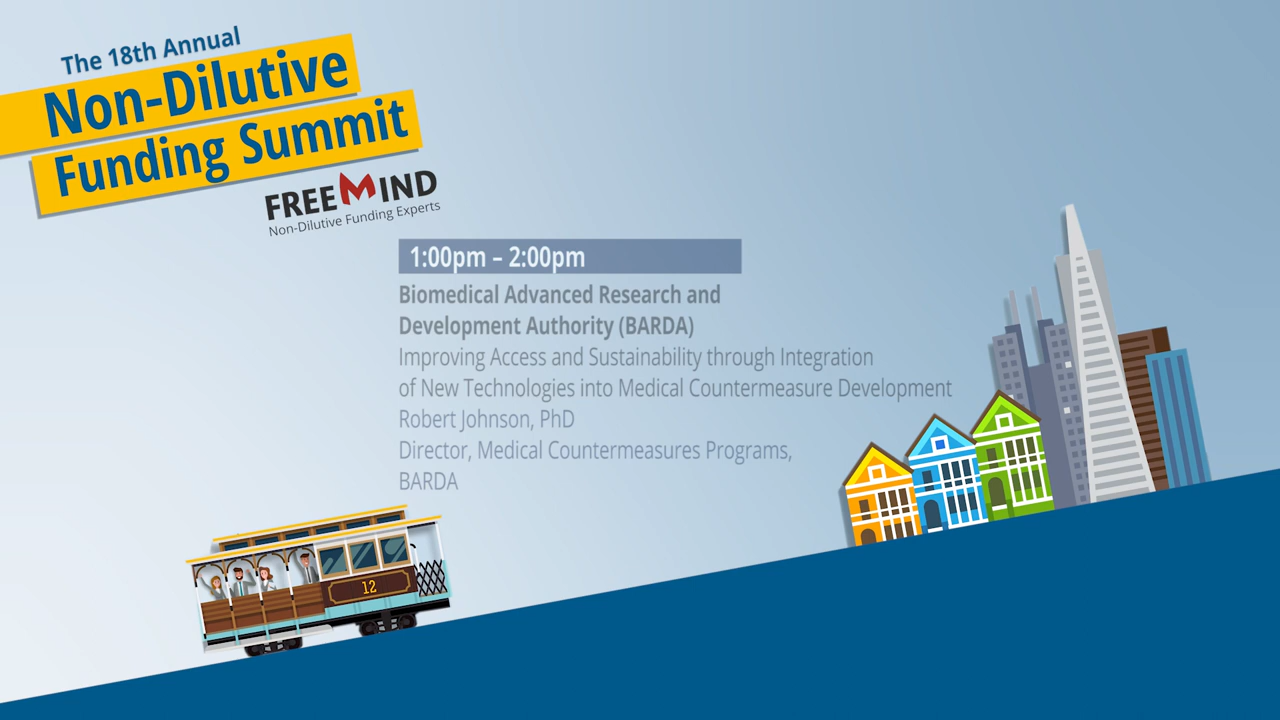 The 18th Annual
Non-Dilutive
Funding Summit
FREEMIND
Non-Dilutive Funding Experts
1:00pm – 2:00pm
Biomedical Advanced Research and
Development Authority (BARDA)
Improving Access and Sustainability through Integration
of New Technologies into Medical Countermeasure Development
Robert Johnson, PhD
Director, Medical Countermeasures Programs,
BARDA
12